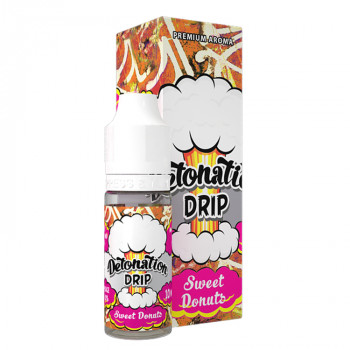 PREMIUM AROMA
Detonation
DRIP
Sweet
Donuts
Detonation
DRIP
Sweet Donuts